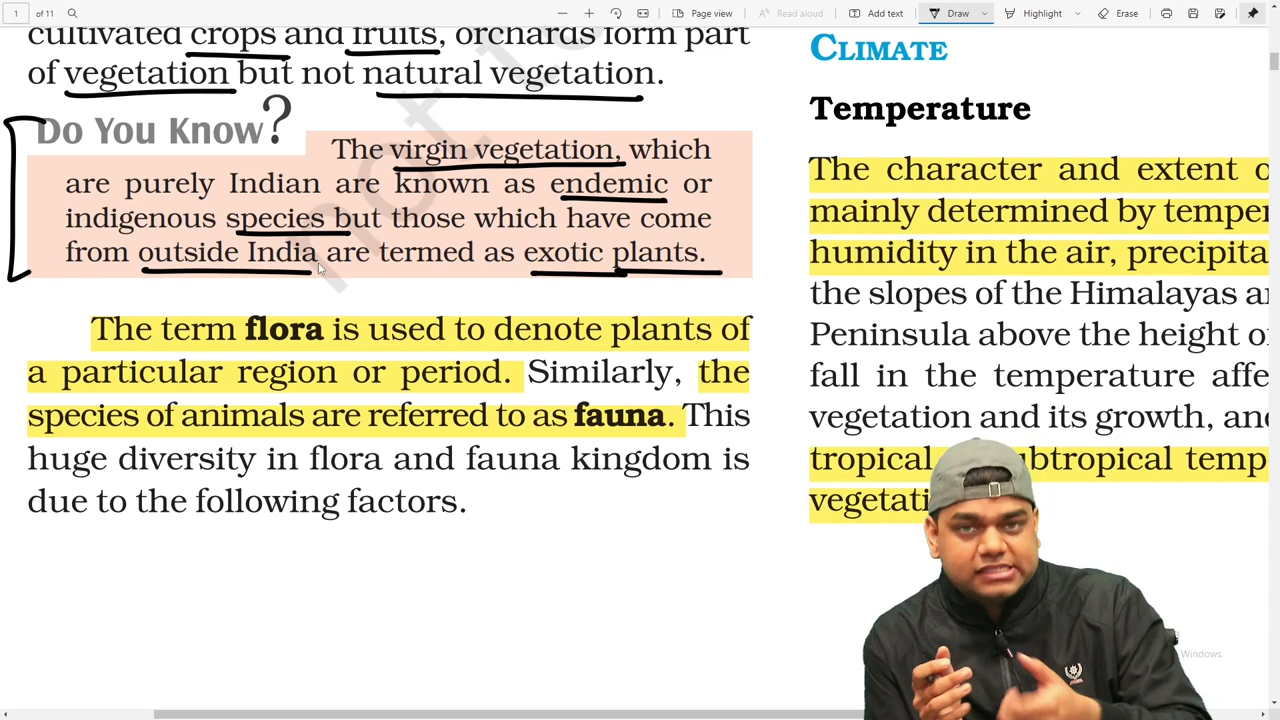 1 of 11
Page view
Read aloud
Add text
Draw
Highlight
Erase
cultivated crops and fruits, orchards form part
of vegetation but not natural vegetation.
Do You Know?
The virgin vegetation, which
are purely Indian are known as endemic or
indigenous species but those which have come
from outside India are termed as exotic plants.
The term flora is used to denote plants of
a particular region or period. Similarly, the
species of animals are referred to as fauna. This
huge diversity in flora and fauna kingdom is
due to the following factors.
CLIMATE
Temperature
The character and extent o
mainly determined by temper
humidity in the air, precipita
the slopes of the Himalayas a
Peninsula above the height o
fall in the temperature affe
vegetation and its growth, an
tropical ubtropical temp
vegetati
not
Windows.